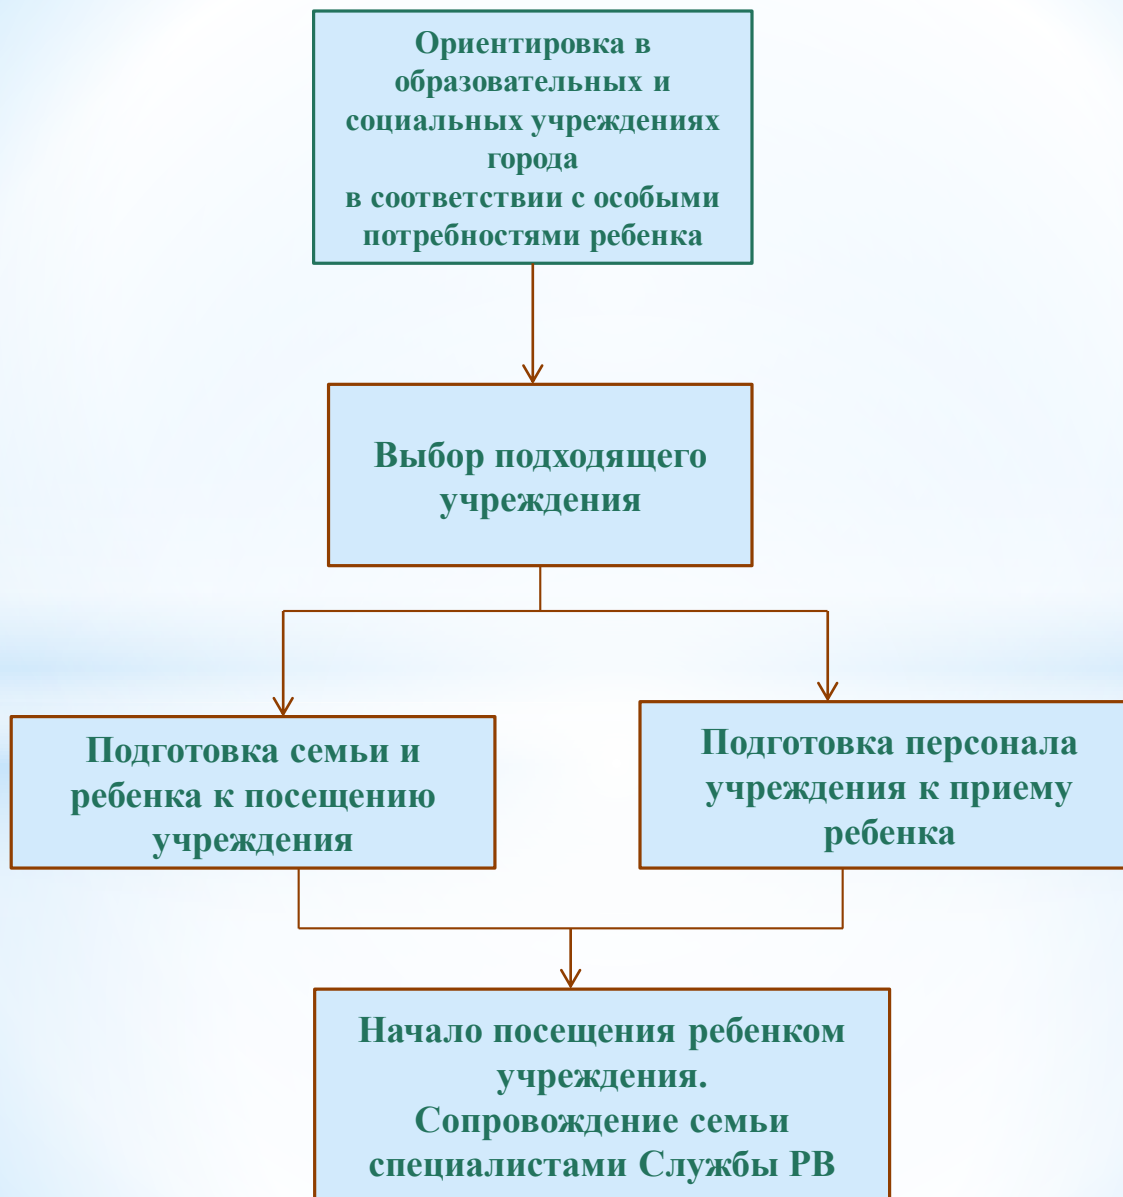 Ориентировка в
образовательных и
социальных учреждениях
города
в соответствии с особыми
потребностями ребенка
Выбор подходящего
учреждения
Подготовка семьи и
ребенка к посещению
учреждения
Подготовка персонала
учреждения к приему
ребенка
Начало посещения ребенком
учреждения.
Сопровождение семьи
специалистами Службы РВ